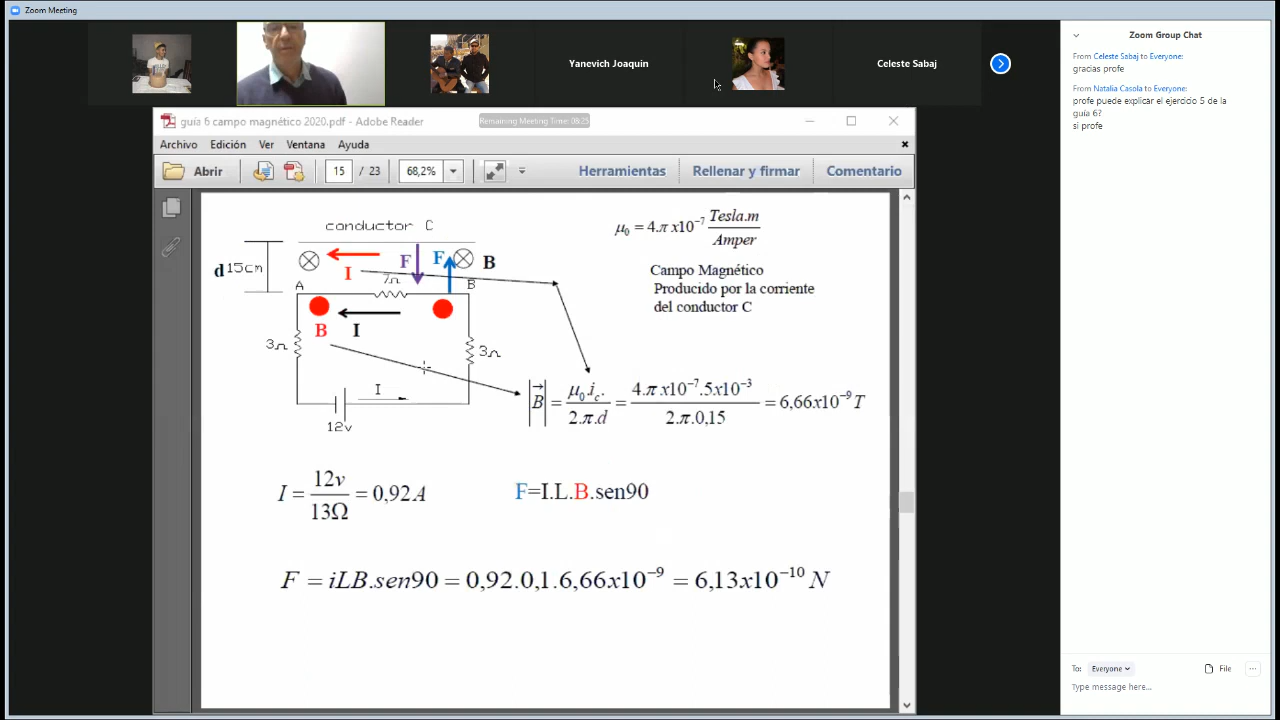 Zoom Meeting
Yanevich Joaquin
Celeste Sabaj
guía 6 campo magnético 2020.pdf - Adobe Reader
Remaining Meeting Time: 08:25
Archivo Edición Ver Ventana Ayuda
Abrir 15 / 23 68,2% Herramientas Rellenar y firmar Comentario
conductor C
d 15cm
I F F B
7Ω
A B
B I
3Ω 3Ω
I
12v
μ₀ = 4.π x10⁻⁷ Tesla.m / Amper
Campo Magnético
Producido por la corriente
del conductor C
|B⃗| = μ₀.i_c. / 2.π.d = 4.π x10⁻⁷.5x10⁻³ / 2.π.0,15 = 6,66x10⁻⁹ T
I = 12v / 13Ω = 0,92 A
F=I.L.B.sen90
F = iLB.sen90 = 0,92.0,1.6,66x10⁻⁹ = 6,13x10⁻¹⁰ N
Zoom Group Chat
From Celeste Sabaj to Everyone:
gracias profe
From Natalia Casola to Everyone:
profe puede explicar el ejercicio 5 de la
guía 6?
si profe
To: Everyone File ...
Type message here...